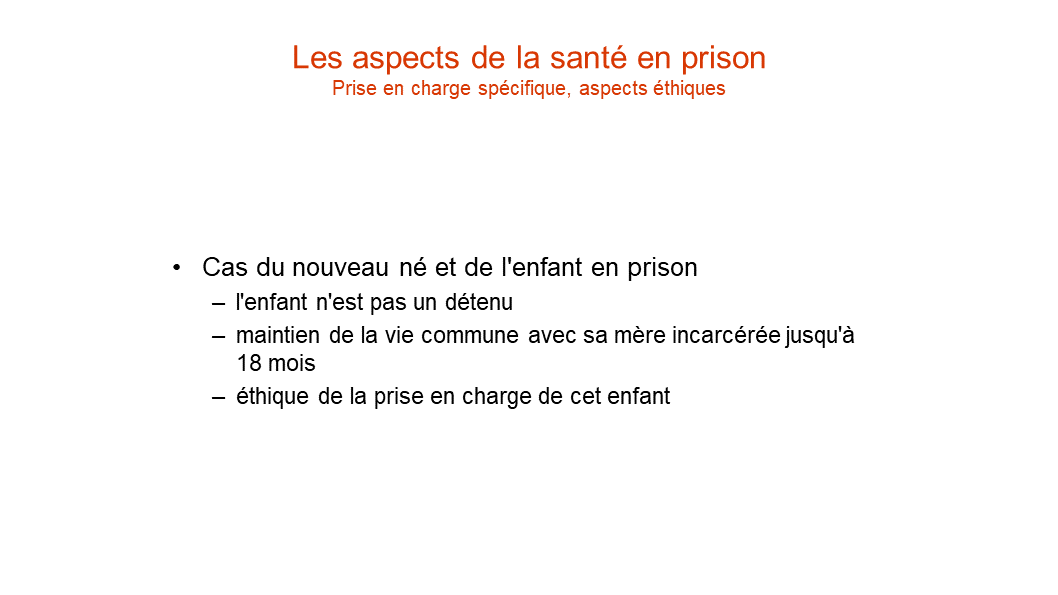 Les aspects de la santé en prison
Prise en charge spécifique, aspects éthiques
• Cas du nouveau né et de l'enfant en prison
– l'enfant n'est pas un détenu
– maintien de la vie commune avec sa mère incarcérée jusqu'à
18 mois
– éthique de la prise en charge de cet enfant